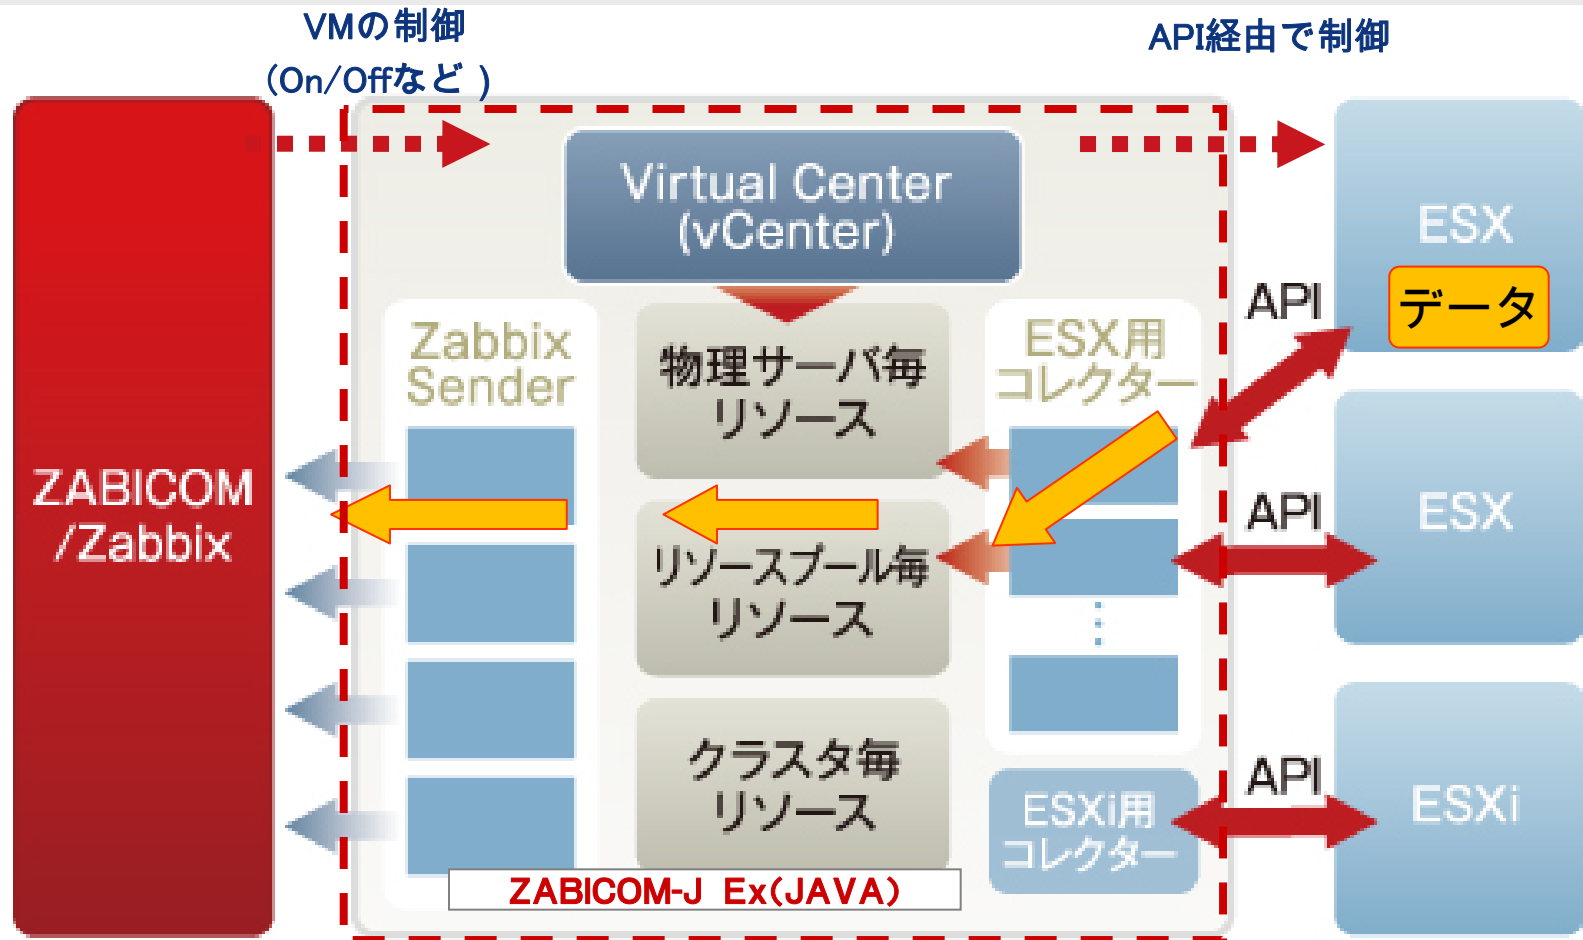 VMの制御
(On/Offなど )
API経由で制御
Virtual Center
(vCenter)
ESX
データ
API
Zabbix
Sender
物理サーバ毎
リソース
ESX用
コレクター
ZABICOM
/Zabbix
リソースプール毎
リソース
API
ESX
クラスタ毎
リソース
ESXi用
コレクター
API
ESXi
ZABICOM-J Ex(JAVA)